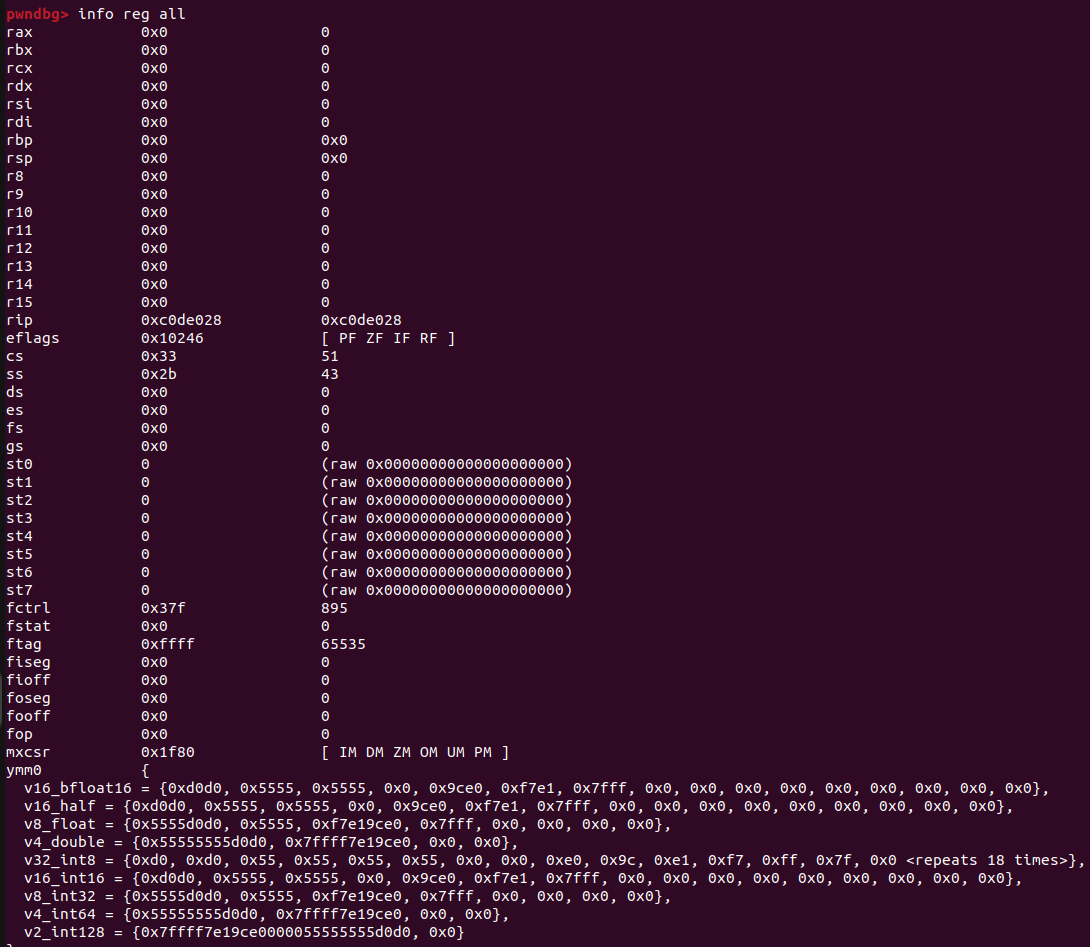 pwndbg> info reg all
rax 0x0 0
rbx 0x0 0
rcx 0x0 0
rdx 0x0 0
rsi 0x0 0
rdi 0x0 0
rbp 0x0 0x0
rsp 0x0 0x0
r8 0x0 0
r9 0x0 0
r10 0x0 0
r11 0x0 0
r12 0x0 0
r13 0x0 0
r14 0x0 0
r15 0x0 0
rip 0xc0de028 0xc0de028
eflags 0x10246 [ PF ZF IF RF ]
cs 0x33 51
ss 0x2b 43
ds 0x0 0
es 0x0 0
fs 0x0 0
gs 0x0 0
st0 0 (raw 0x00000000000000000000)
st1 0 (raw 0x00000000000000000000)
st2 0 (raw 0x00000000000000000000)
st3 0 (raw 0x00000000000000000000)
st4 0 (raw 0x00000000000000000000)
st5 0 (raw 0x00000000000000000000)
st6 0 (raw 0x00000000000000000000)
st7 0 (raw 0x00000000000000000000)
fctrl 0x37f 895
fstat 0x0 0
ftag 0xffff 65535
fiseg 0x0 0
fioff 0x0 0
foseg 0x0 0
fooff 0x0 0
fop 0x0 0
mxcsr 0x1f80 [ IM DM ZM OM UM PM ]
ymm0 {
v16_bfloat16 = {0xd0d0, 0x5555, 0x5555, 0x0, 0x9ce0, 0xf7e1, 0x7fff, 0x0, 0x0, 0x0, 0x0, 0x0, 0x0, 0x0, 0x0, 0x0},
v16_half = {0xd0d0, 0x5555, 0x5555, 0x0, 0x9ce0, 0xf7e1, 0x7fff, 0x0, 0x0, 0x0, 0x0, 0x0, 0x0, 0x0, 0x0, 0x0},
v8_float = {0x5555d0d0, 0x5555, 0xf7e19ce0, 0x7fff, 0x0, 0x0, 0x0, 0x0},
v4_double = {0x55555555d0d0, 0x7ffff7e19ce0, 0x0, 0x0},
v32_int8 = {0xd0, 0xd0, 0x55, 0x55, 0x55, 0x55, 0x0, 0x0, 0xe0, 0x9c, 0xe1, 0xf7, 0xff, 0x7f, 0x0 <repeats 18 times>},
v16_int16 = {0xd0d0, 0x5555, 0x5555, 0x0, 0x9ce0, 0xf7e1, 0x7fff, 0x0, 0x0, 0x0, 0x0, 0x0, 0x0, 0x0, 0x0, 0x0},
v8_int32 = {0x5555d0d0, 0x5555, 0xf7e19ce0, 0x7fff, 0x0, 0x0, 0x0, 0x0},
v4_int64 = {0x55555555d0d0, 0x7ffff7e19ce0, 0x0, 0x0},
v2_int128 = {0x7ffff7e19ce0000055555555d0d0, 0x0}